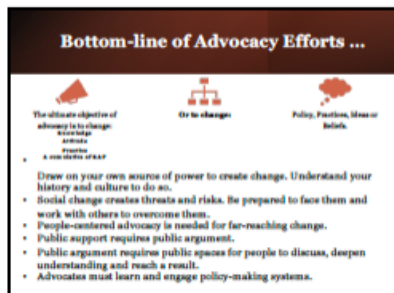 Bottom-line of Advocacy Efforts ...
The ultimate objective of
advocacy is to change:
Knowledge
Attitude
Practice
Or to change:
Policy, Practices, Ideas or
Beliefs.
Draw on your own source of power to create change. Understand your
history and culture to do so.
• Social change creates threats and risks. Be prepared to face them and
work with others to overcome them.
• People-centered advocacy is needed for far-reaching change.
• Public support requires public argument.
• Public argument requires public spaces for people to discuss, deepen
understanding and reach a result.
• Advocates must learn and engage policy-making systems.